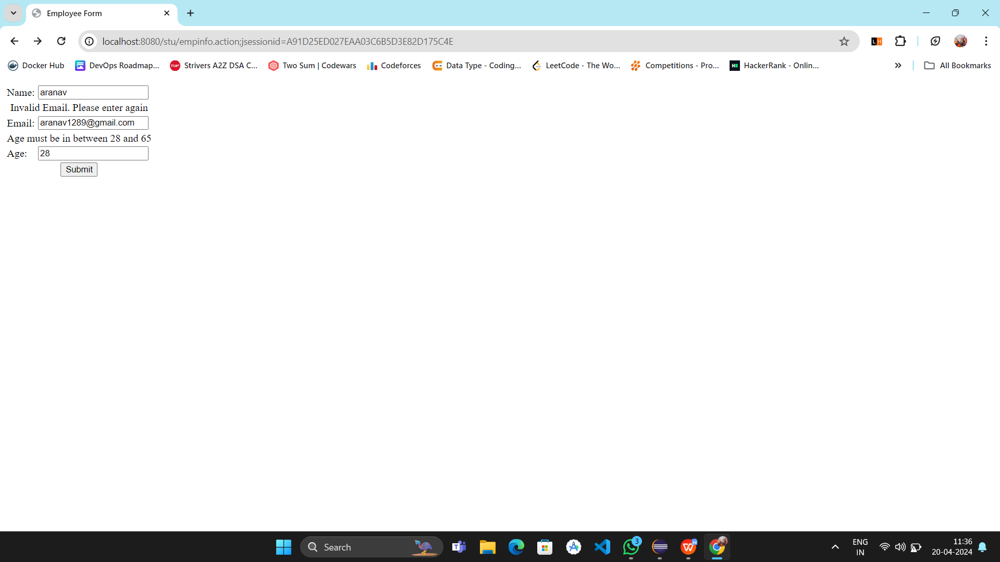 Employee Form
localhost:8080/stu/empinfo.action;jsessionid=A91D25ED027EAA03C6B5D3E82D175C4E
Docker Hub DevOps Roadmap... TUF Strivers A2Z DSA C... Two Sum | Codewars Codeforces Data Type - Coding... LeetCode - The Wo... Competitions - Pro... HackerRank - Onlin... » All Bookmarks
Name: aranav
Invalid Email. Please enter again
Email: aranav1289@gmail.com
Age must be in between 28 and 65
Age: 28
Submit
Search
3
ENG
IN
11:36
20-04-2024